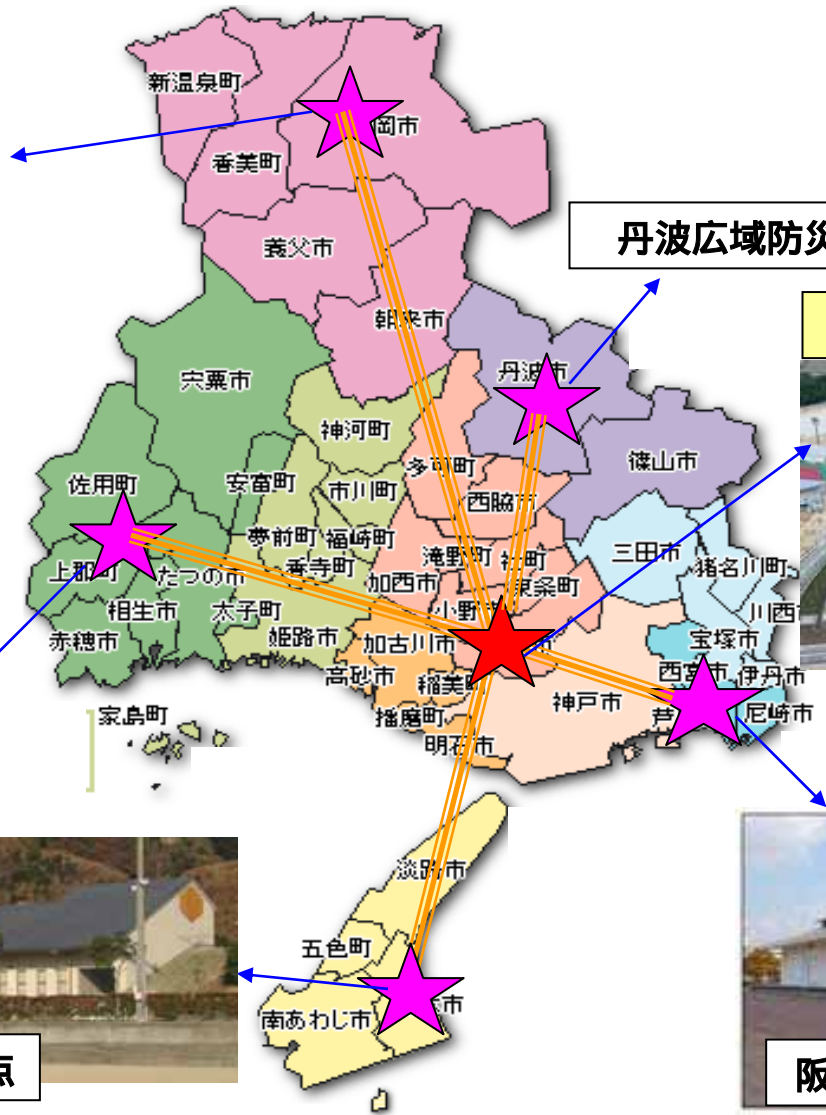 新温泉町
岡市
香美町
丹波広域防災
義父市
朝来市
丹波市
宍粟市
神河町
多可町
篠山市
佐用町
安富町
市川町
西脇市
夢前町
福崎町
滝野町
社町
三田市
猪名川町
上郡町
たつの市
香寺町
加西市
東条町
相生市
太子町
小野市
川西市
赤穂市
姫路市
加古川市
宝塚市
高砂市
稲美町
西宮市
伊丹市
家島町
播磨町
神戸市
芦
尼崎市
明石市
淡路市
五色町
南あわじ市
市
点
阪